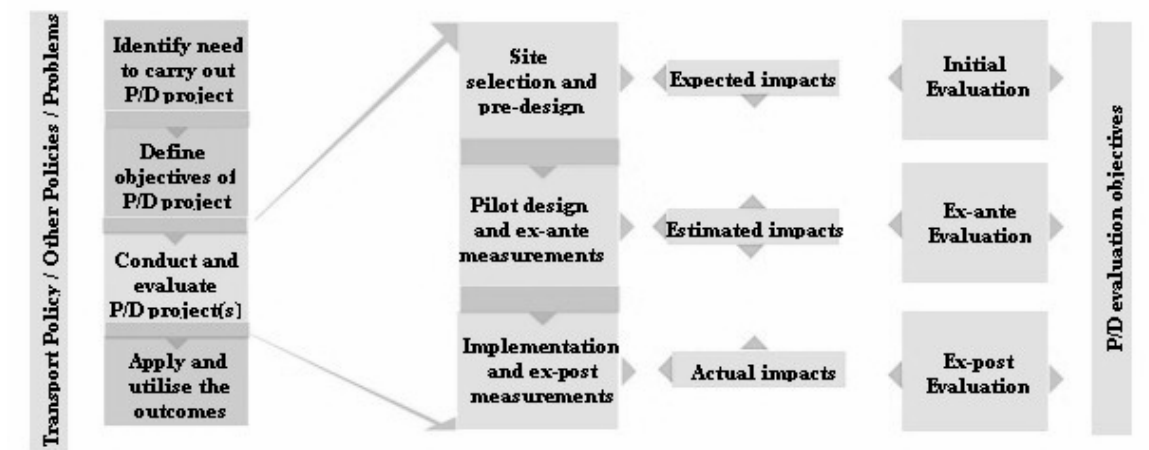 Transport Policy / Other Policies / Problems
Identify need
to carry out
P/D project
Define
objectives of
P/D project
Conduct and
evaluate
P/D project(s)
Apply and
utilise the
outcomes
Site
selection and
pre-design
Pilot design
and ex-ante
measurements
Implementation
and ex-post
measurements
Expected impacts
Estimated impacts
Actual impacts
Initial
Evaluation
Ex-ante
Evaluation
Ex-post
Evaluation
P/D evaluation objectives